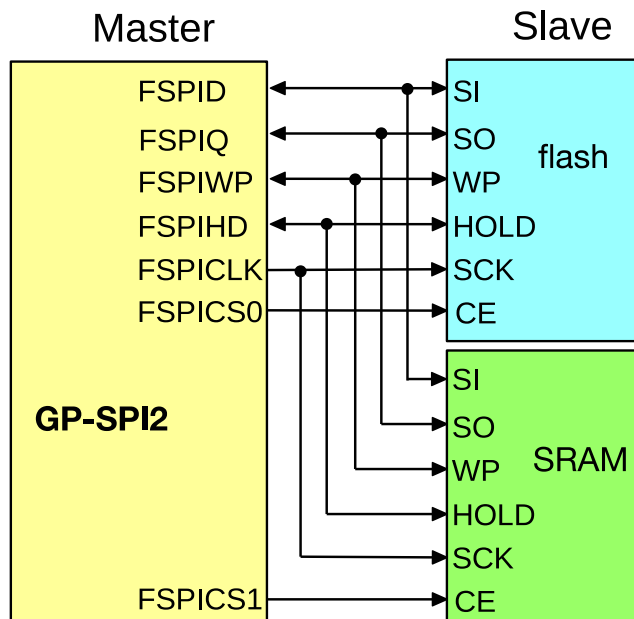 Master
Slave
FSPID
FSPIQ
FSPIWP
FSPIHD
FSPICLK
FSPICS0
GP-SPI2
FSPICS1
SI
SO
flash
WP
HOLD
SCK
CE
SI
SO
SRAM
WP
HOLD
SCK
CE